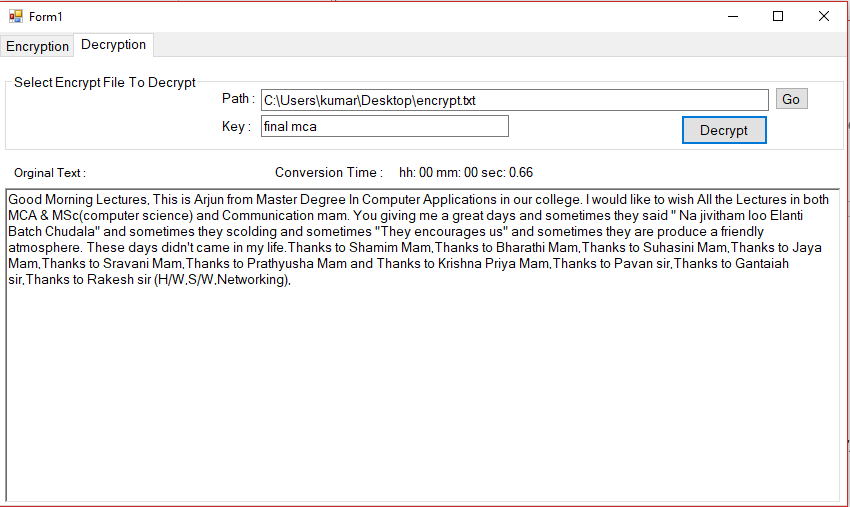 Form1
Encryption Decryption
Select Encrypt File To Decrypt
Path : C:\Users\kumar\Desktop\encrypt.txt Go
Key : final mca Decrypt
Orginal Text : Conversion Time : hh: 00 mm: 00 sec: 0.66
Good Morning Lectures, This is Arjun from Master Degree In Computer Applications in our college. I would like to wish All the Lectures in both
MCA & MSc(computer science) and Communication mam. You giving me a great days and sometimes they said " Na jivitham loo Elanti
Batch Chudala" and sometimes they scolding and sometimes "They encourages us" and sometimes they are produce a friendly
atmosphere. These days didn't came in my life.Thanks to Shamim Mam,Thanks to Bharathi Mam,Thanks to Suhasini Mam,Thanks to Jaya
Mam,Thanks to Sravani Mam,Thanks to Prathyusha Mam and Thanks to Krishna Priya Mam,Thanks to Pavan sir,Thanks to Gantaiah
sir,Thanks to Rakesh sir (H/W,S/W,Networking),